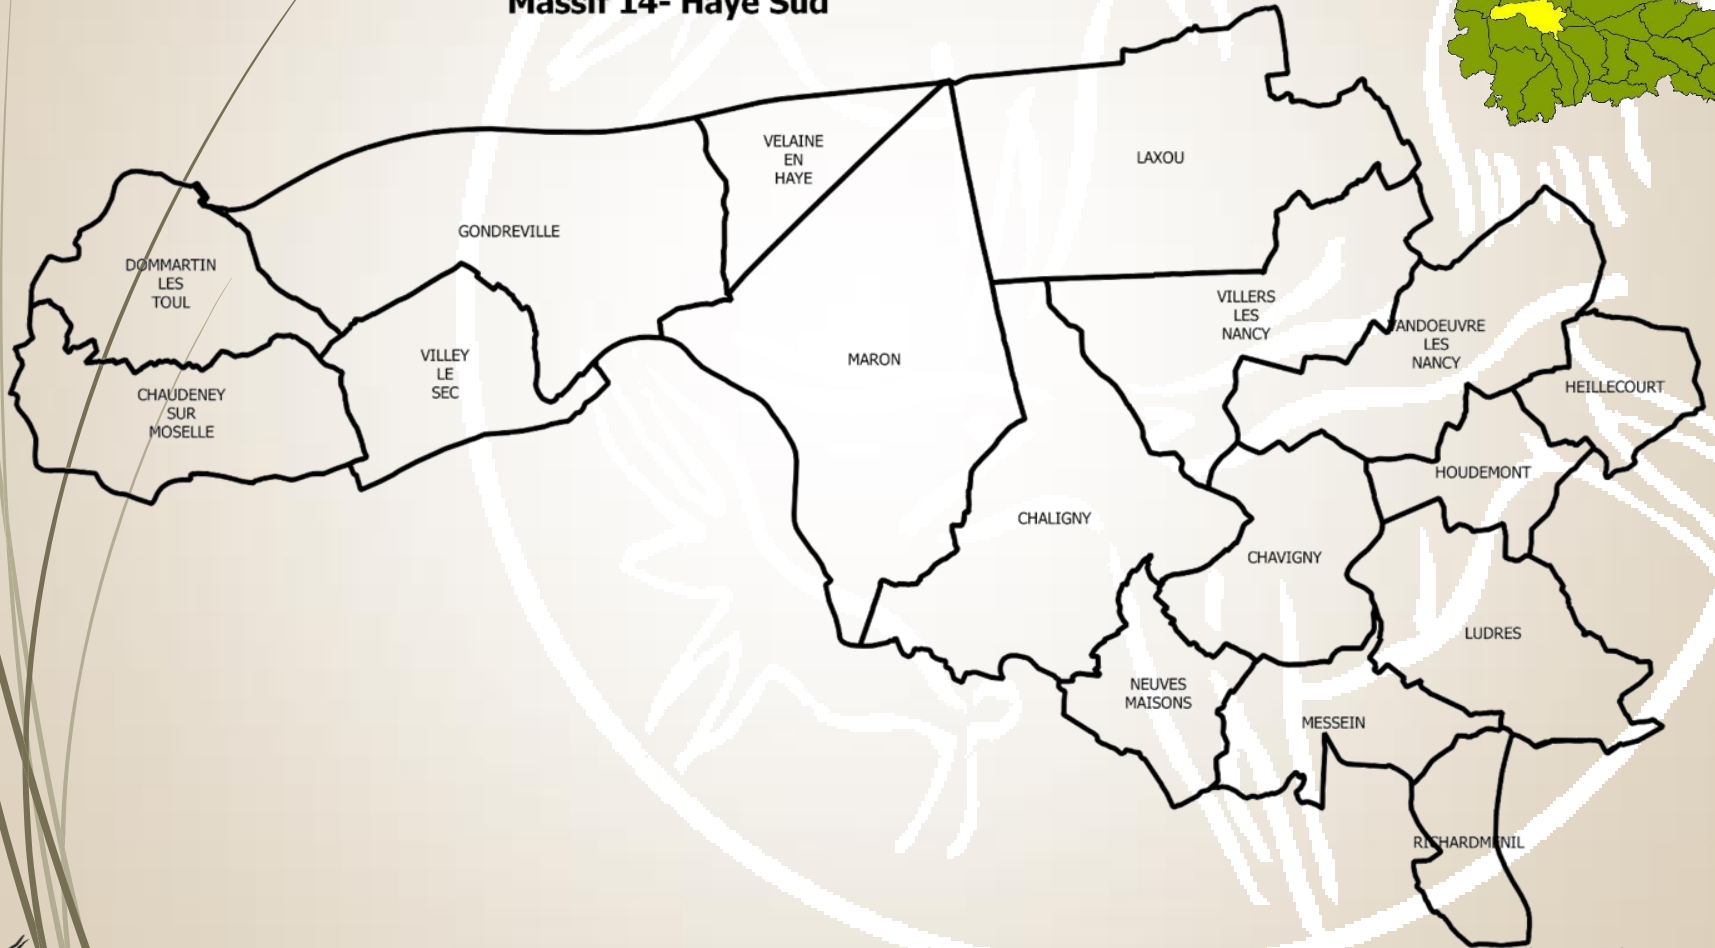 Massif 14- Haye Sud
VELAINE
EN
HAYE
LAXOU
GONDREVILLE
DOMMARTIN
LES
TOUL
VILLERS
LES
NANCY
VANDOEUVRE
LES
NANCY
VILLEY
LE
SEC
MARON
HEILLECOURT
CHAUDENEY
SUR
MOSELLE
HOUDEMONT
CHALIGNY
CHAVIGNY
LUDRES
NEUVES
MAISONS
MESSEIN
RICHARDMENIL